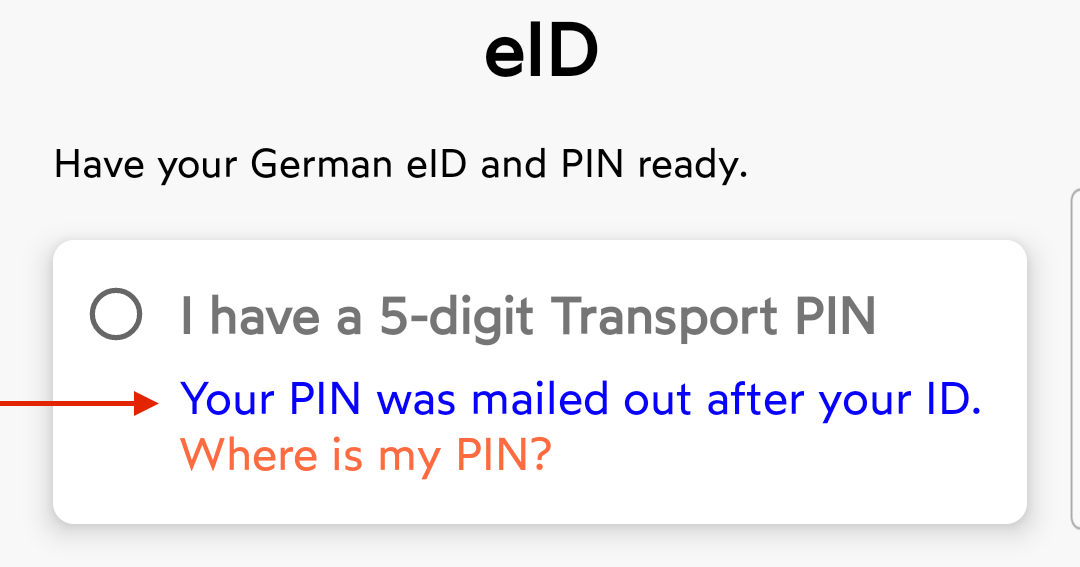 eID
Have your German eID and PIN ready.
I have a 5-digit Transport PIN
Your PIN was mailed out after your ID.
Where is my PIN?